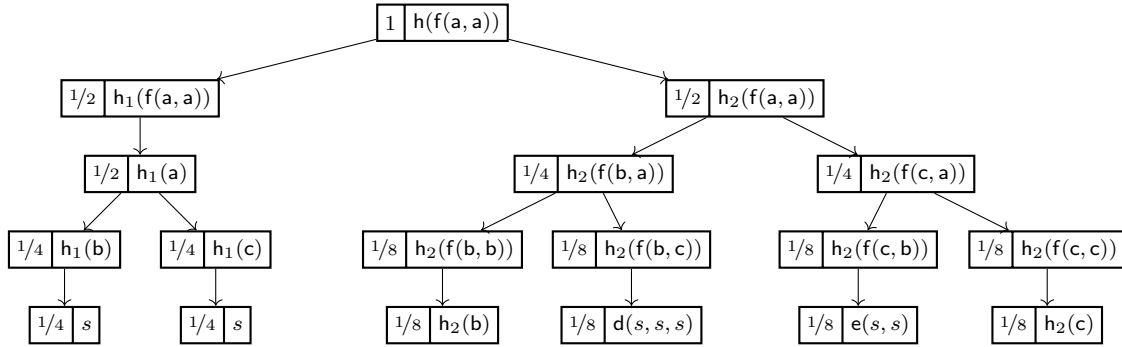 1 h(f(a, a))
1/2 h₁(f(a, a)) 1/2 h₂(f(a, a))
1/2 h₁(a) 1/4 h₂(f(b, a)) 1/4 h₂(f(c, a))
1/4 h₁(b) 1/4 h₁(c) 1/8 h₂(f(b, b)) 1/8 h₂(f(b, c)) 1/8 h₂(f(c, b)) 1/8 h₂(f(c, c))
1/4 s 1/4 s 1/8 h₂(b) 1/8 d(s, s, s) 1/8 e(s, s) 1/8 h₂(c)